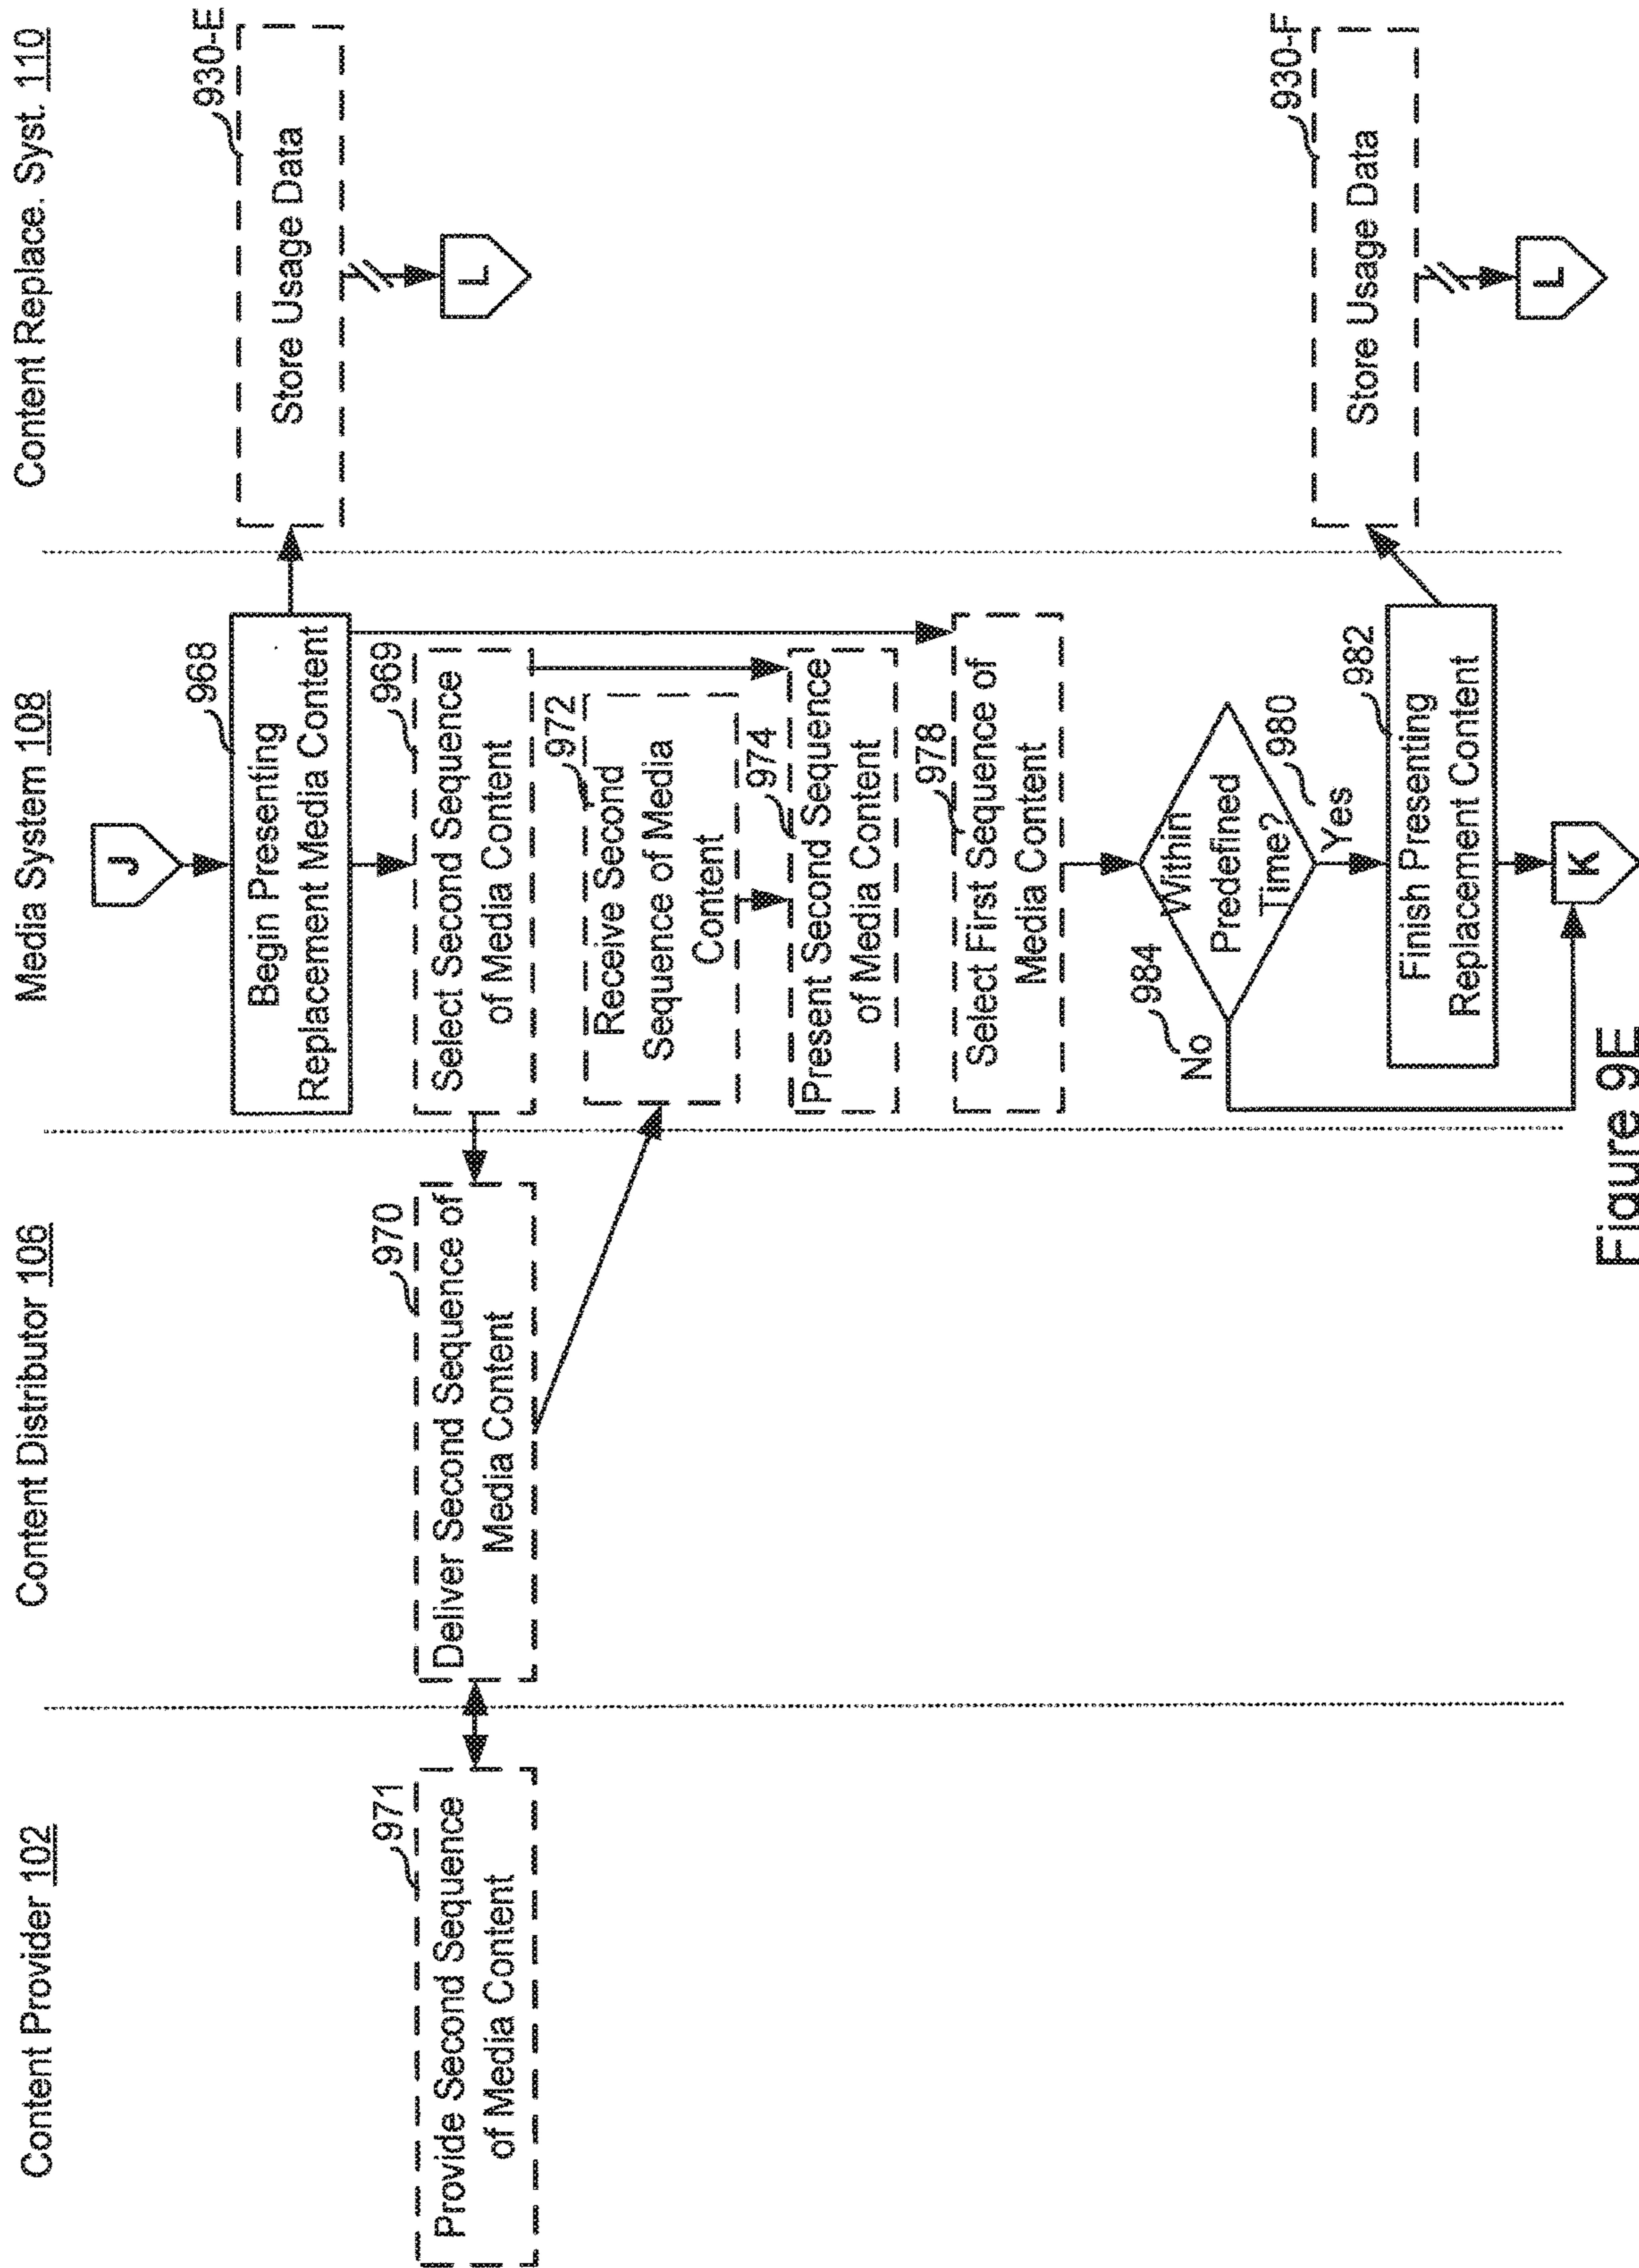 Content Provider 102
Content Distributor 106
Media System 108
Content Replace. Syst. 110
J
968
Begin Presenting
Replacement Media Content
930-E
Store Usage Data
L
971
Provide Second Sequence
of Media Content
970
Deliver Second Sequence of
Media Content
969
Select Second Sequence
of Media Content
972
Receive Second
Sequence of Media
Content
974
Present Second Sequence
of Media Content
978
Select First Sequence of
Media Content
Within
Predefined
Time?
984
No
980
Yes
982
Finish Presenting
Replacement Content
930-F
Store Usage Data
L
K
Figure 9E